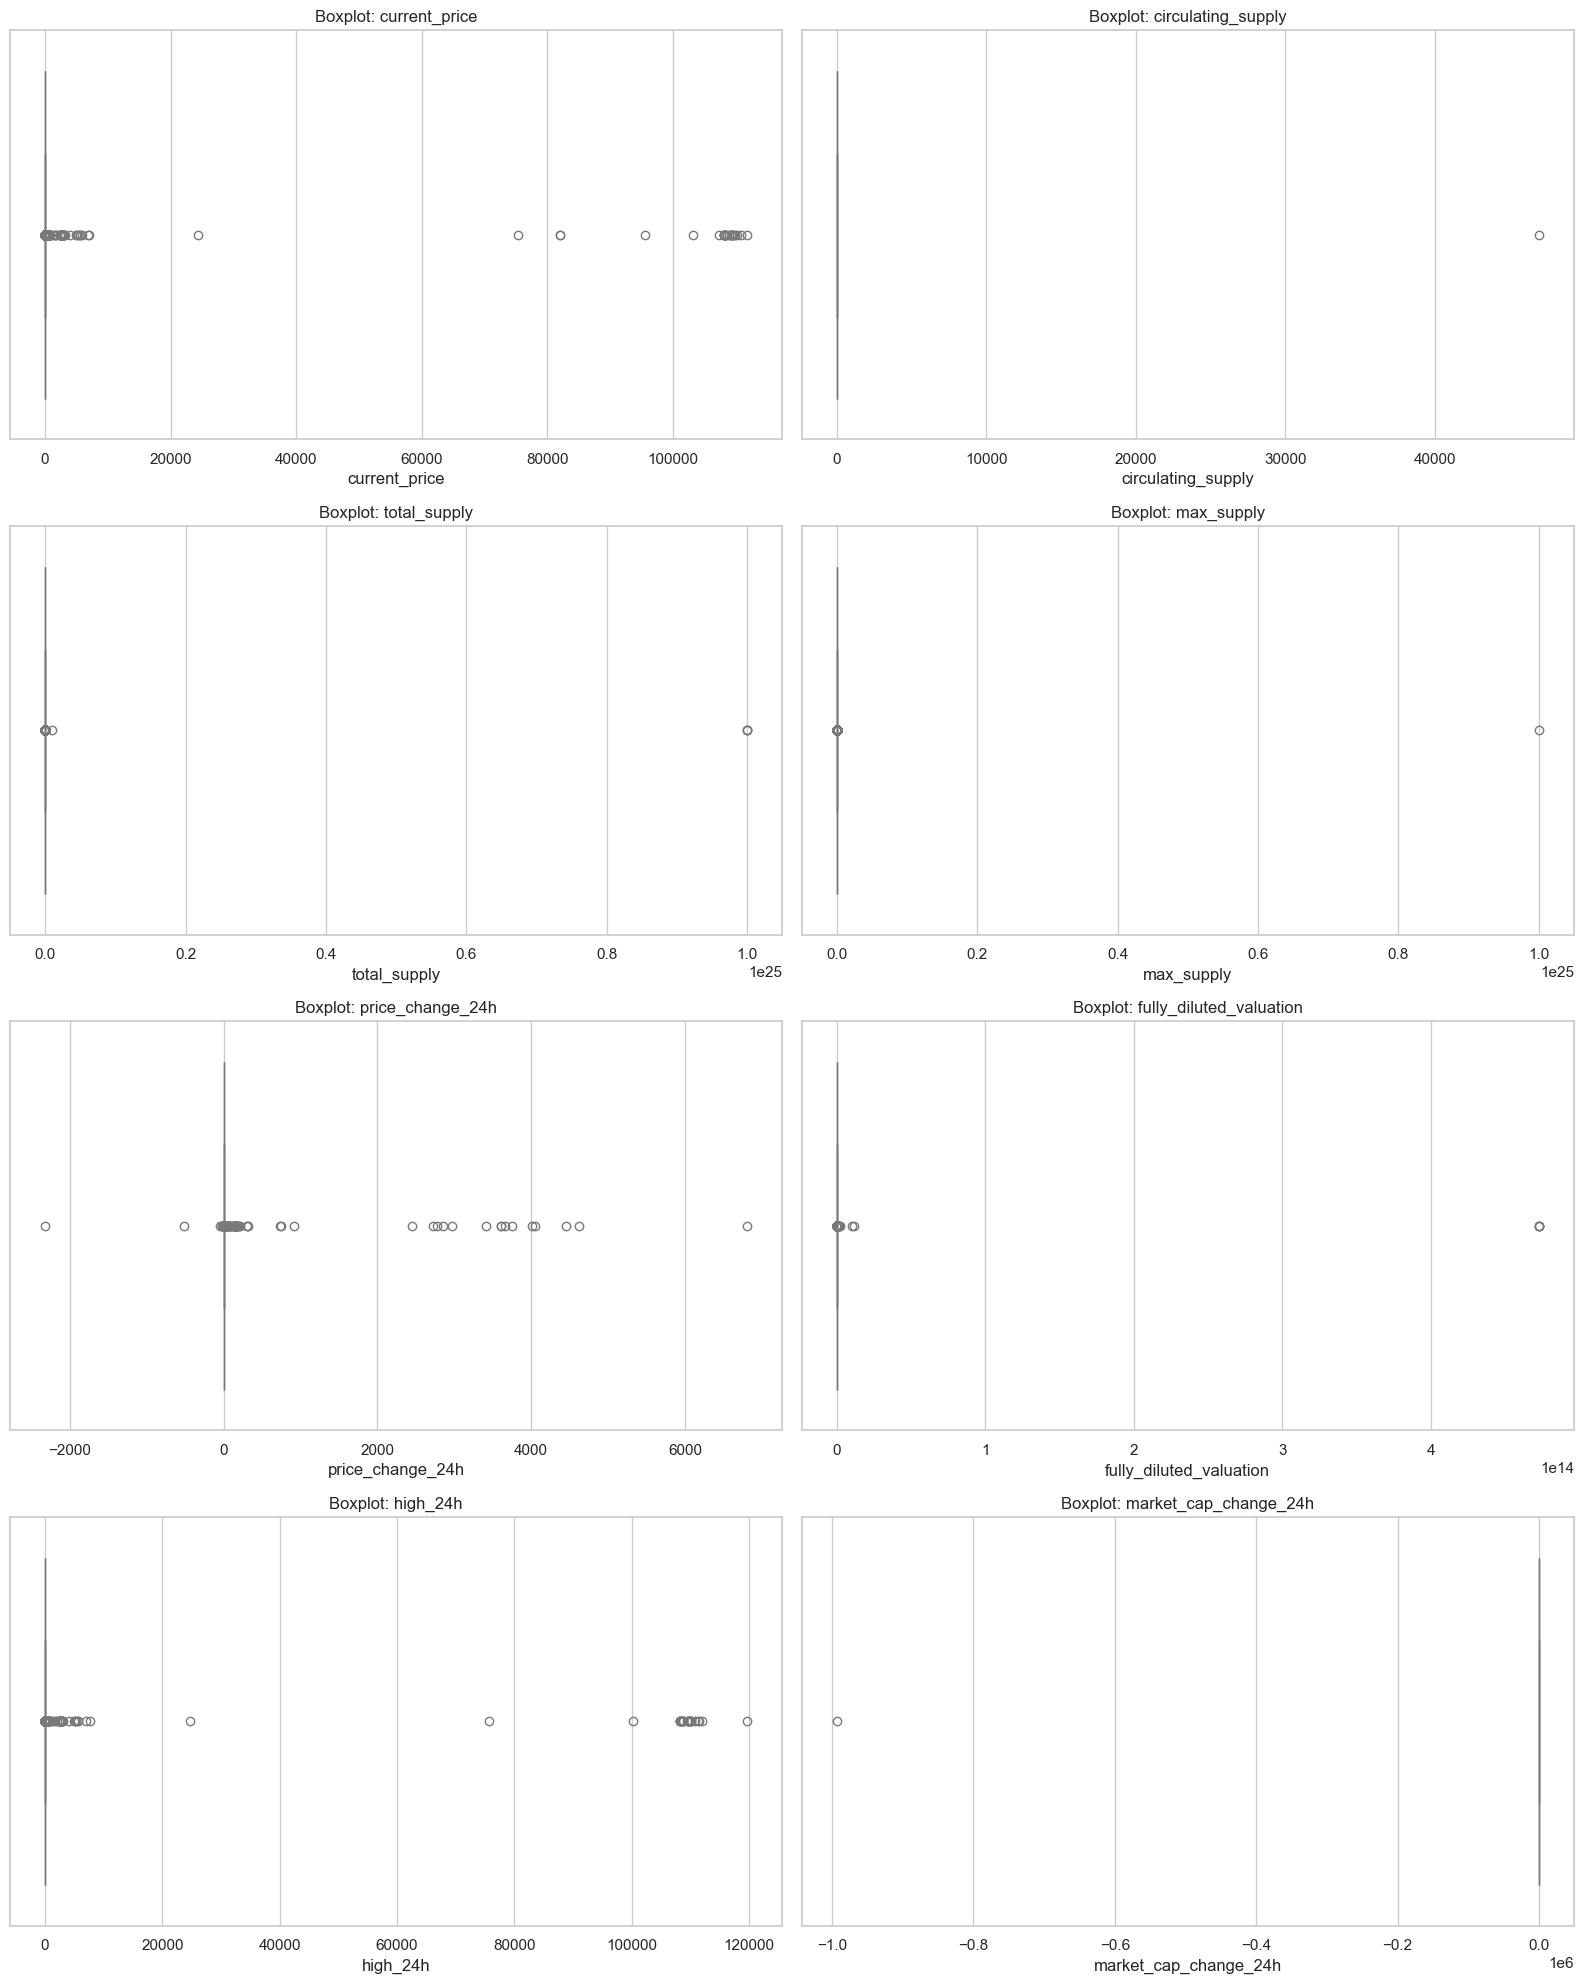 Boxplot: current_price
0 20000 40000 60000 80000 100000
current_price
Boxplot: circulating_supply
0 10000 20000 30000 40000
circulating_supply
Boxplot: total_supply
0.0 0.2 0.4 0.6 0.8 1.0
1e25
total_supply
Boxplot: max_supply
0.0 0.2 0.4 0.6 0.8 1.0
1e25
max_supply
Boxplot: price_change_24h
−2000 0 2000 4000 6000
price_change_24h
Boxplot: fully_diluted_valuation
0 1 2 3 4
1e14
fully_diluted_valuation
Boxplot: high_24h
0 20000 40000 60000 80000 100000 120000
high_24h
Boxplot: market_cap_change_24h
−1.0 −0.8 −0.6 −0.4 −0.2 0.0
1e6
market_cap_change_24h